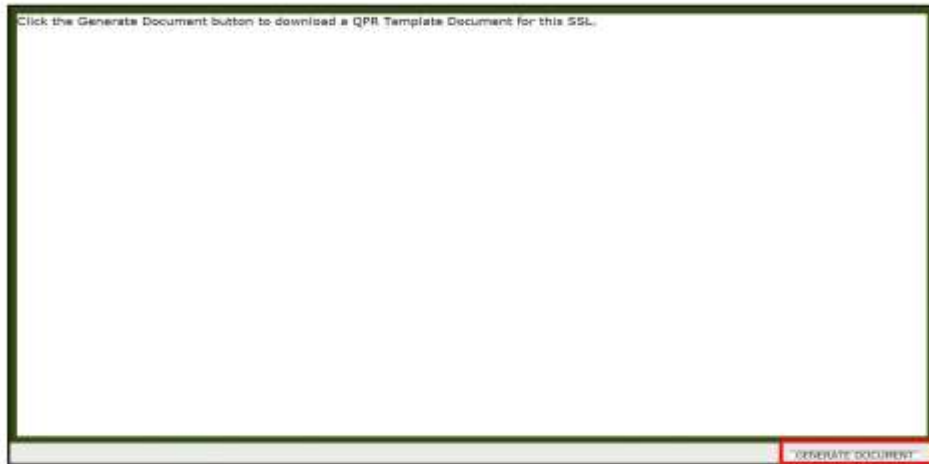 Click the Generate Document button to download a QPR Template Document for this SSL.
GENERATE DOCUMENT